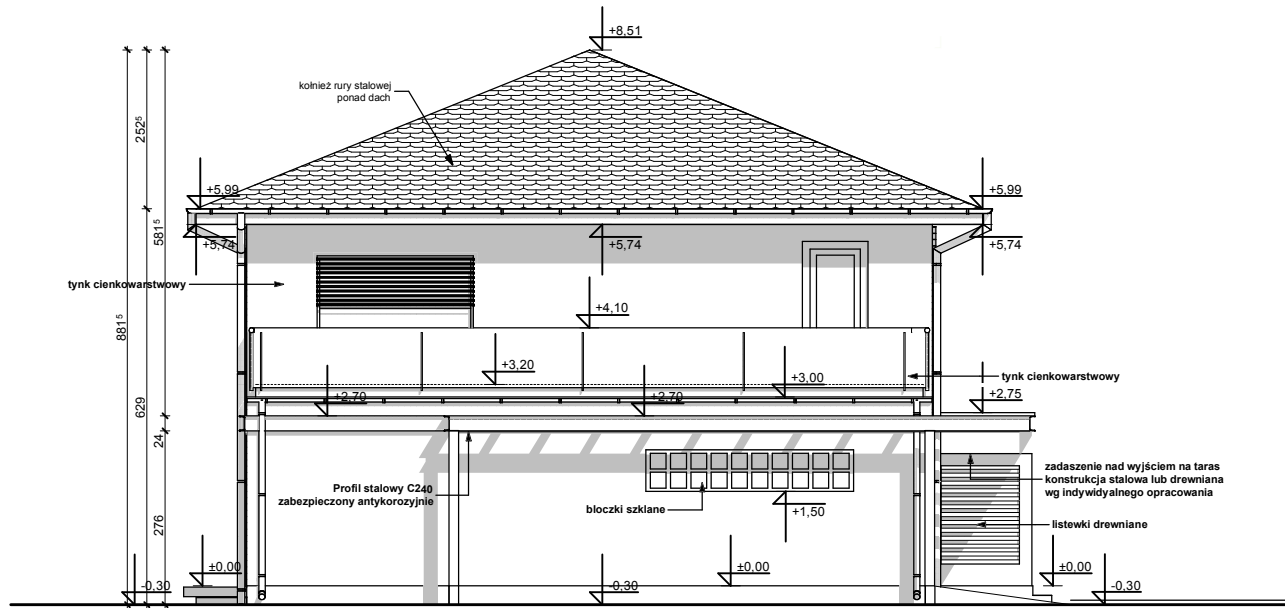 +8,51
kołnież rury stalowej
ponad dach
252⁵
+5,99
+5,99
581⁵
+5,74
+5,74
+5,74
tynk cienkowarstwowy
+4,10
881⁵
+3,20
+3,00
tynk cienkowarstwowy
+2,70
+2,70
+2,75
629
24
Profil stalowy C240
zabezpieczony antykorozyjnie
bloczki szklane
+1,50
zadaszenie nad wyjściem na taras
konstrukcja stalowa lub drewniana
wg indywidyalnego opracowania
listewki drewniane
276
±0,00
±0,00
±0,00
-0,30
-0,30
-0,30